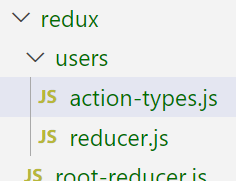 redux
users
JS action-types.js
JS reducer.js
JS root-reducer.js